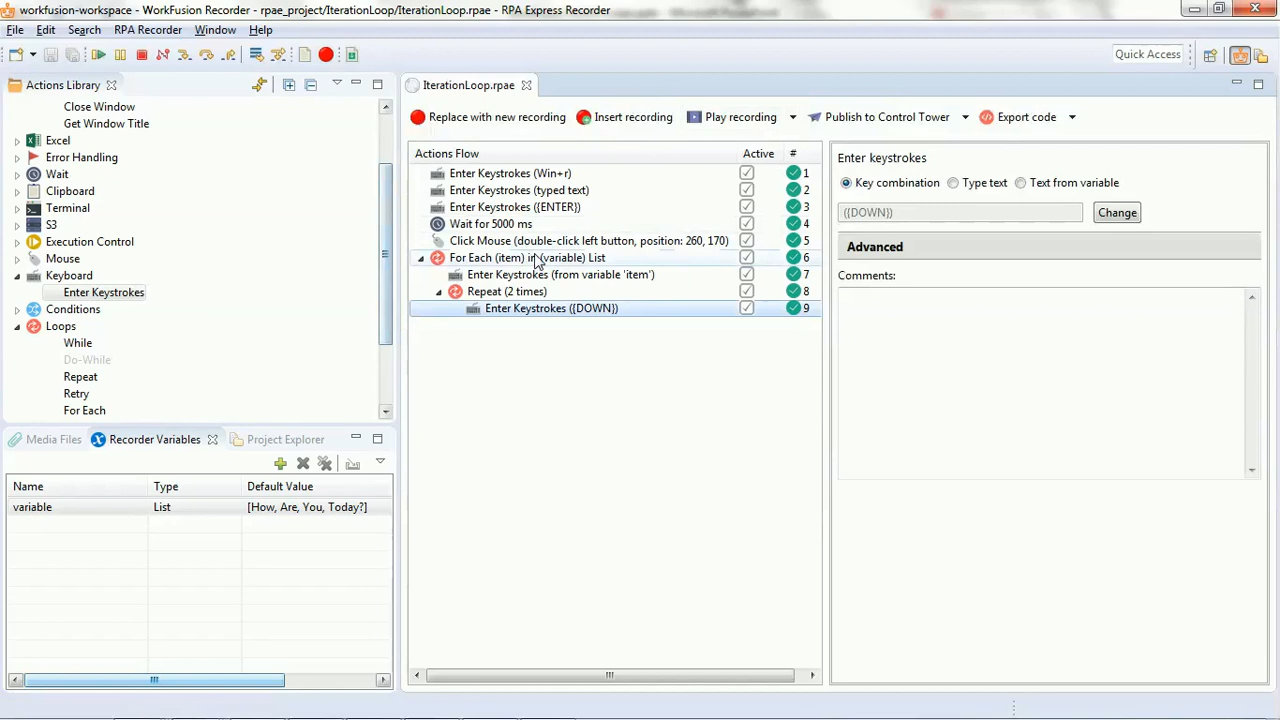 workfusion-workspace - WorkFusion Recorder - rpae_project/IterationLoop/IterationLoop.rpae - RPA Express Recorder
File Edit Search RPA Recorder Window Help
Quick Access
Actions Library
Close Window
Get Window Title
Excel
Error Handling
Wait
Clipboard
Terminal
S3
Execution Control
Mouse
Keyboard
Enter Keystrokes
Conditions
Loops
While
Do-While
Repeat
Retry
For Each
Media Files Recorder Variables Project Explorer
Name Type Default Value
variable List [How, Are, You, Today?]
IterationLoop.rpae
Replace with new recording Insert recording Play recording Publish to Control Tower Export code
Actions Flow Active #
Enter Keystrokes (Win+r) 1
Enter Keystrokes (typed text) 2
Enter Keystrokes ({ENTER}) 3
Wait for 5000 ms 4
Click Mouse (double-click left button, position: 260, 170) 5
For Each (item) in (variable) List 6
Enter Keystrokes (from variable 'item') 7
Repeat (2 times) 8
Enter Keystrokes ({DOWN}) 9
Enter keystrokes
Key combination Type text Text from variable
({DOWN}) Change
Advanced
Comments: